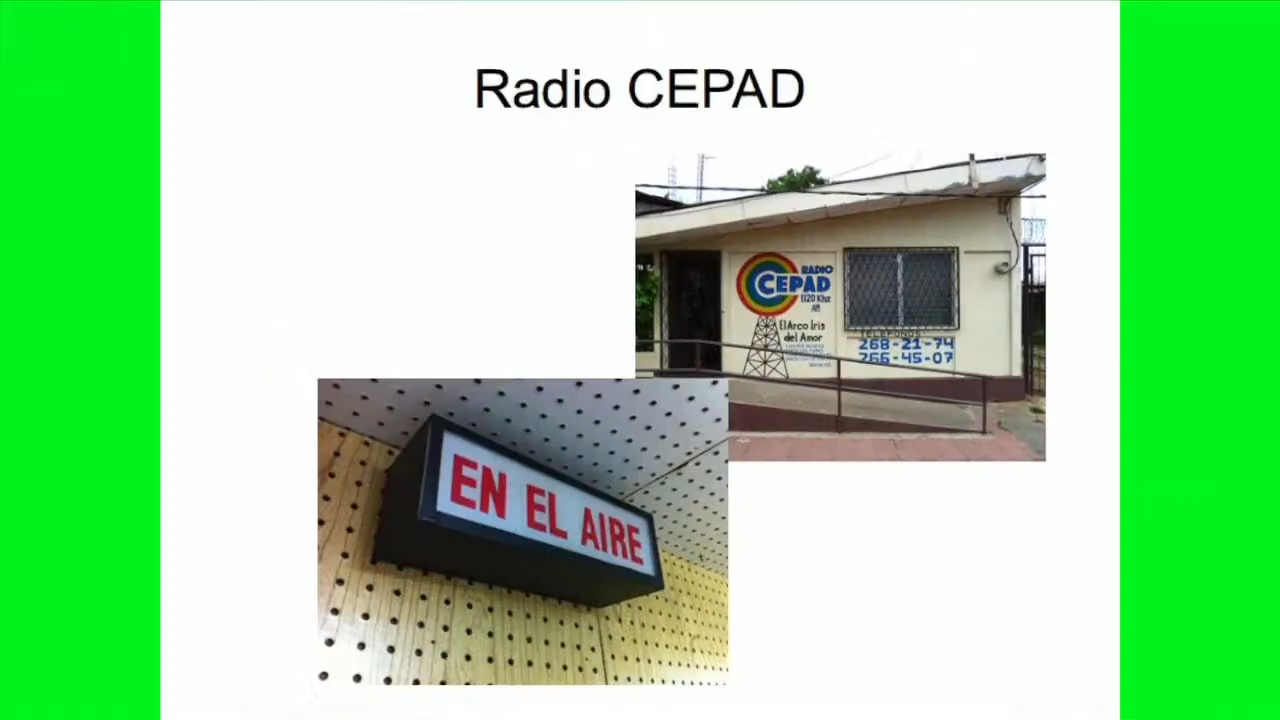 Radio CEPAD
RADIO
CEPAD
1120 Khz
AM
El Arco Iris
del Amor
TELEFONOS:
268-21-74
266-45-07
EN EL AIRE